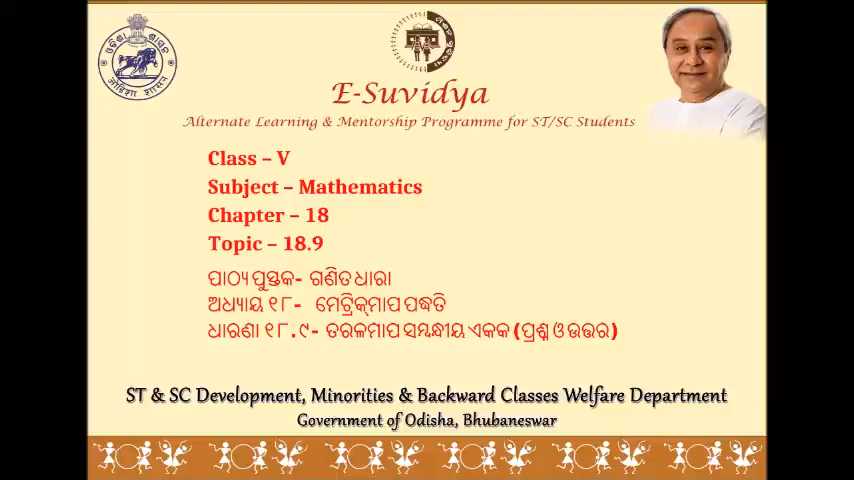 E-Suvidya
Alternate Learning & Mentorship Programme for ST/SC Students
Class – V
Subject – Mathematics
Chapter – 18
Topic – 18.9
ପାଠ୍ୟପୁସ୍ତକ- ଗଣିତ ଧାରା
ଅଧ୍ୟାୟ ୧୮- ମେଟ୍ରିକ୍‌ମାପ ପଦ୍ଧତି
ଧାରଣା ୧୮.୯- ତରଳମାପ ସମ୍ବନ୍ଧୀୟ ଏକକ (ପ୍ରଶ୍ନ ଓ ଉତ୍ତର)
ST & SC Development, Minorities & Backward Classes Welfare Department
Government of Odisha, Bhubaneswar